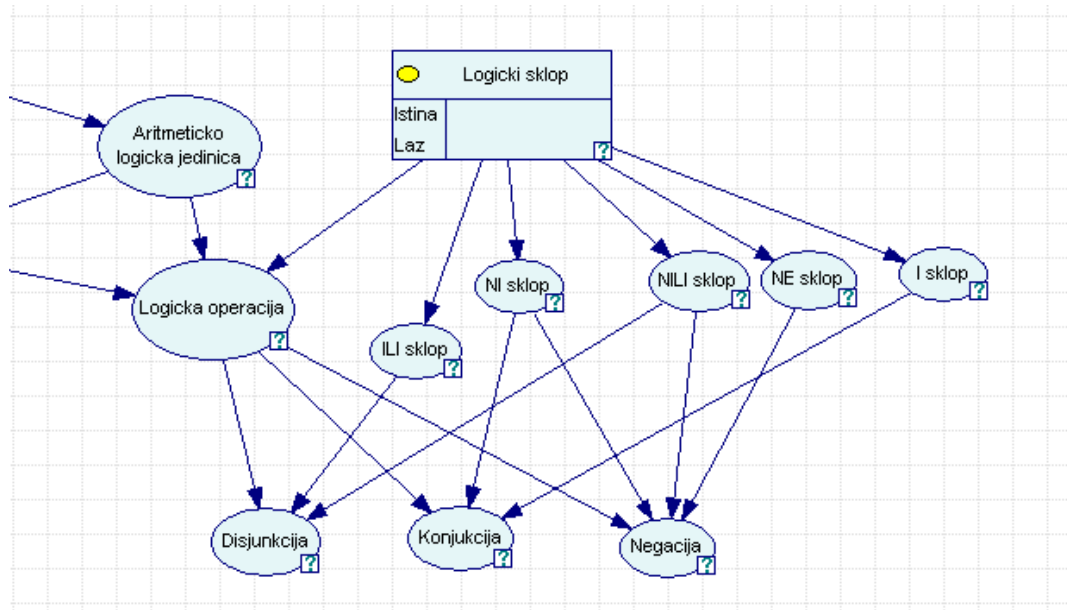 Logicki sklop
Istina
Laz
?
Aritmeticko
logicka jedinica
?
Logicka operacija
?
ILI sklop
?
NI sklop
?
NILI sklop
?
NE sklop
?
I sklop
?
Disjunkcija
?
Konjukcija
?
Negacija
?